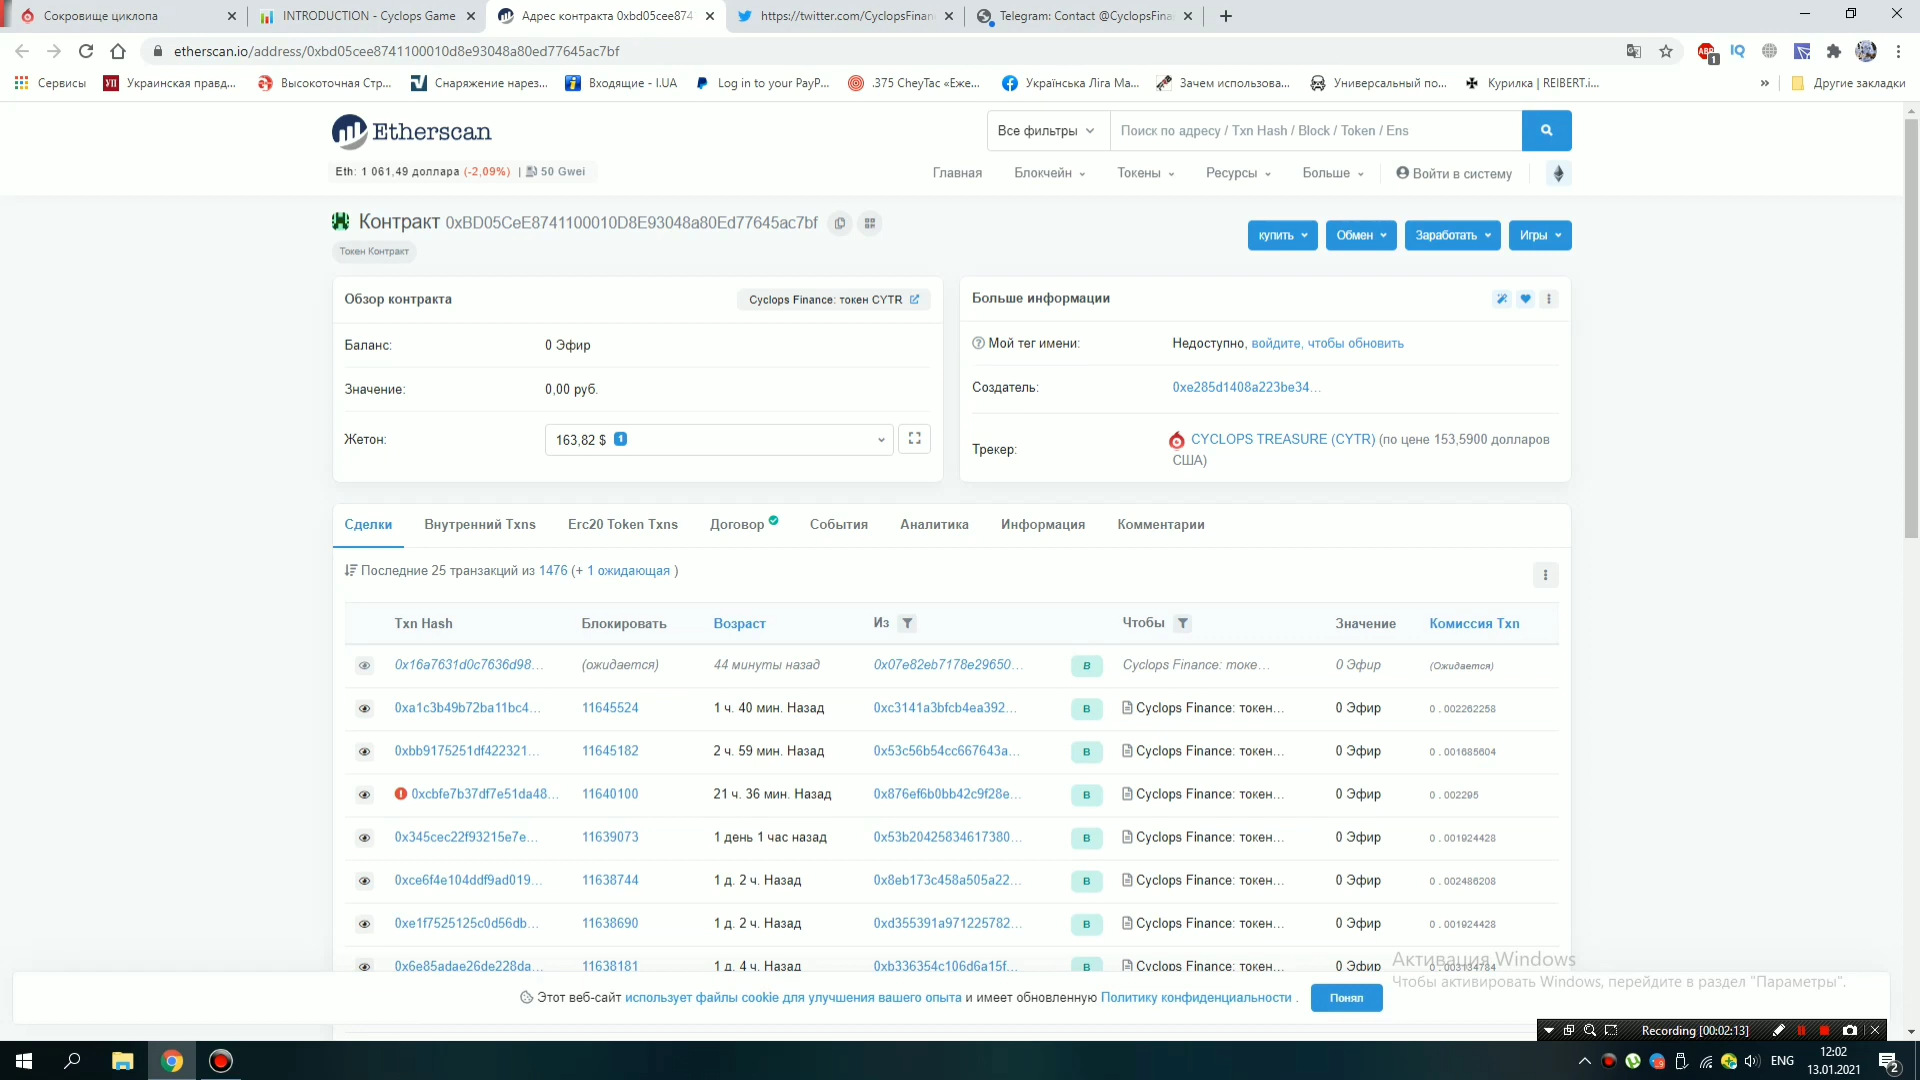 Сокровище циклопа
INTRODUCTION - Cyclops Game
Адрес контракта 0xbd05cee874
https://twitter.com/CyclopsFinan
Telegram: Contact @CyclopsFina
etherscan.io/address/0xbd05cee8741100010d8e93048a80ed77645ac7bf
Сервисы
Украинская правд...
Высокоточная Стр...
Снаряжение нарез...
Входящие - I.UA
Log in to your PayP...
.375 CheyTac «Еже...
Українська Ліга Ма...
Зачем использова...
Универсальный по...
Курилка | REIBERT.i...
»
Другие закладки
Etherscan
Все фильтры
Поиск по адресу / Txn Hash / Block / Token / Ens
Eth: 1 061,49 доллара (-2,09%) | 50 Gwei
Главная Блокчейн Токены Ресурсы Больше Войти в систему
Контракт 0xBD05CeE8741100010D8E93048a80Ed77645ac7bf
купить Обмен Заработать Игры
Токен Контракт
Обзор контракта
Cyclops Finance: токен CYTR
Баланс: 0 Эфир
Значение: 0,00 руб.
Жетон: 163,82 $ 1
Больше информации
Мой тег имени: Недоступно, войдите, чтобы обновить
Создатель: 0xe285d1408a223be34...
Трекер: CYCLOPS TREASURE (CYTR) (по цене 153,5900 долларов
США)
Сделки Внутренний Txns Erc20 Token Txns Договор События Аналитика Информация Комментарии
Последние 25 транзакций из 1476 (+ 1 ожидающая )
Txn Hash Блокировать Возраст Из Чтобы Значение Комиссия Txn
0x16a7631d0c7636d98... (ожидается) 44 минуты назад 0x07e82eb7178e29650... В Cyclops Finance: токе... 0 Эфир (Ожидается)
0xa1c3b49b72ba11bc4... 11645524 1 ч. 40 мин. Назад 0xc3141a3bfcb4ea392... В Cyclops Finance: токен... 0 Эфир 0 . 002262258
0xbb9175251df422321... 11645182 2 ч. 59 мин. Назад 0x53c56b54cc667643a... В Cyclops Finance: токен... 0 Эфир 0 . 001685604
0xcbfe7b37df7e51da48... 11640100 21 ч. 36 мин. Назад 0x876ef6b0bb42c9f28e... В Cyclops Finance: токен... 0 Эфир 0 . 002295
0x345cec22f93215e7e... 11639073 1 день 1 час назад 0x53b20425834617380... В Cyclops Finance: токен... 0 Эфир 0 . 001924428
0xce6f4e104ddf9ad019... 11638744 1 д. 2 ч. Назад 0x8eb173c458a505a22... В Cyclops Finance: токен... 0 Эфир 0 . 002486208
0xe1f7525125c0d56db... 11638690 1 д. 2 ч. Назад 0xd355391a971225782... В Cyclops Finance: токен... 0 Эфир 0 . 001924428
0x6e85adae26de228da... 11638181 1 д. 4 ч. Назад 0xb336354c106d6a15f... В Cyclops Finance: токен... 0 Эфир 0 . 003134784
Активация Windows
Чтобы активировать Windows, перейдите в раздел "Параметры".
Этот веб-сайт использует файлы cookie для улучшения вашего опыта и имеет обновленную Политику конфиденциальности .
Понял
Recording [00:02:13]
ENG
12:02
13.01.2021
2